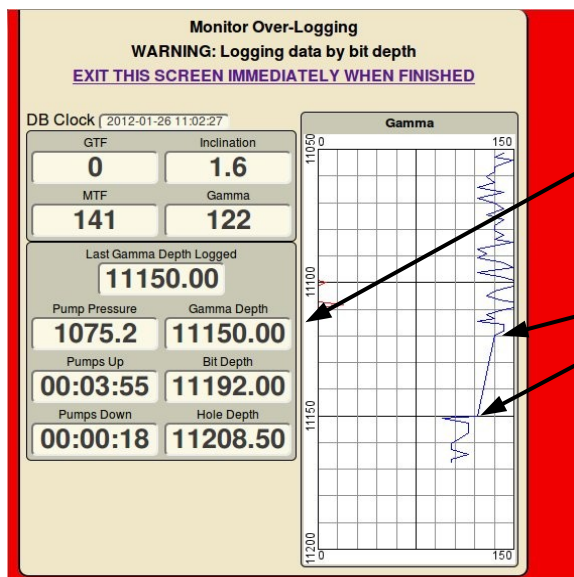 Monitor Over-Logging
WARNING: Logging data by bit depth
EXIT THIS SCREEN IMMEDIATELY WHEN FINISHED
DB Clock 2012-01-26 11:02:27
GTF Inclination
0 1.6
MTF Gamma
141 122
Last Gamma Depth Logged
11150.00
Pump Pressure Gamma Depth
1075.2 11150.00
Pumps Up Bit Depth
00:03:55 11192.00
Pumps Down Hole Depth
00:00:18 11208.50
Gamma
0 150
11050
11100
11150
11200
0 150